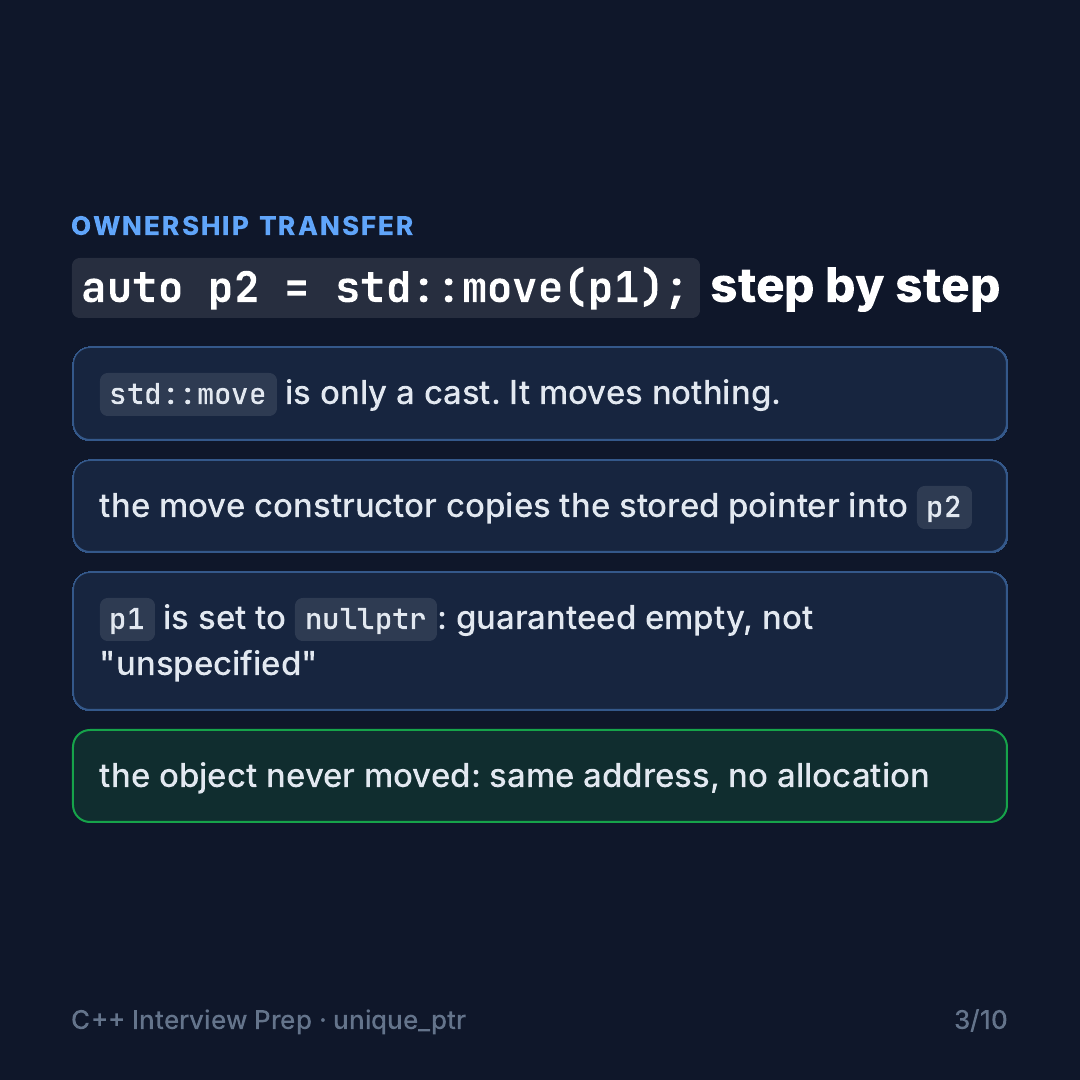 OWNERSHIP TRANSFER
auto p2 = std::move(p1); step by step
std::move is only a cast. It moves nothing.
the move constructor copies the stored pointer into p2
p1 is set to nullptr: guaranteed empty, not
"unspecified"
the object never moved: same address, no allocation
C++ Interview Prep · unique_ptr
3/10